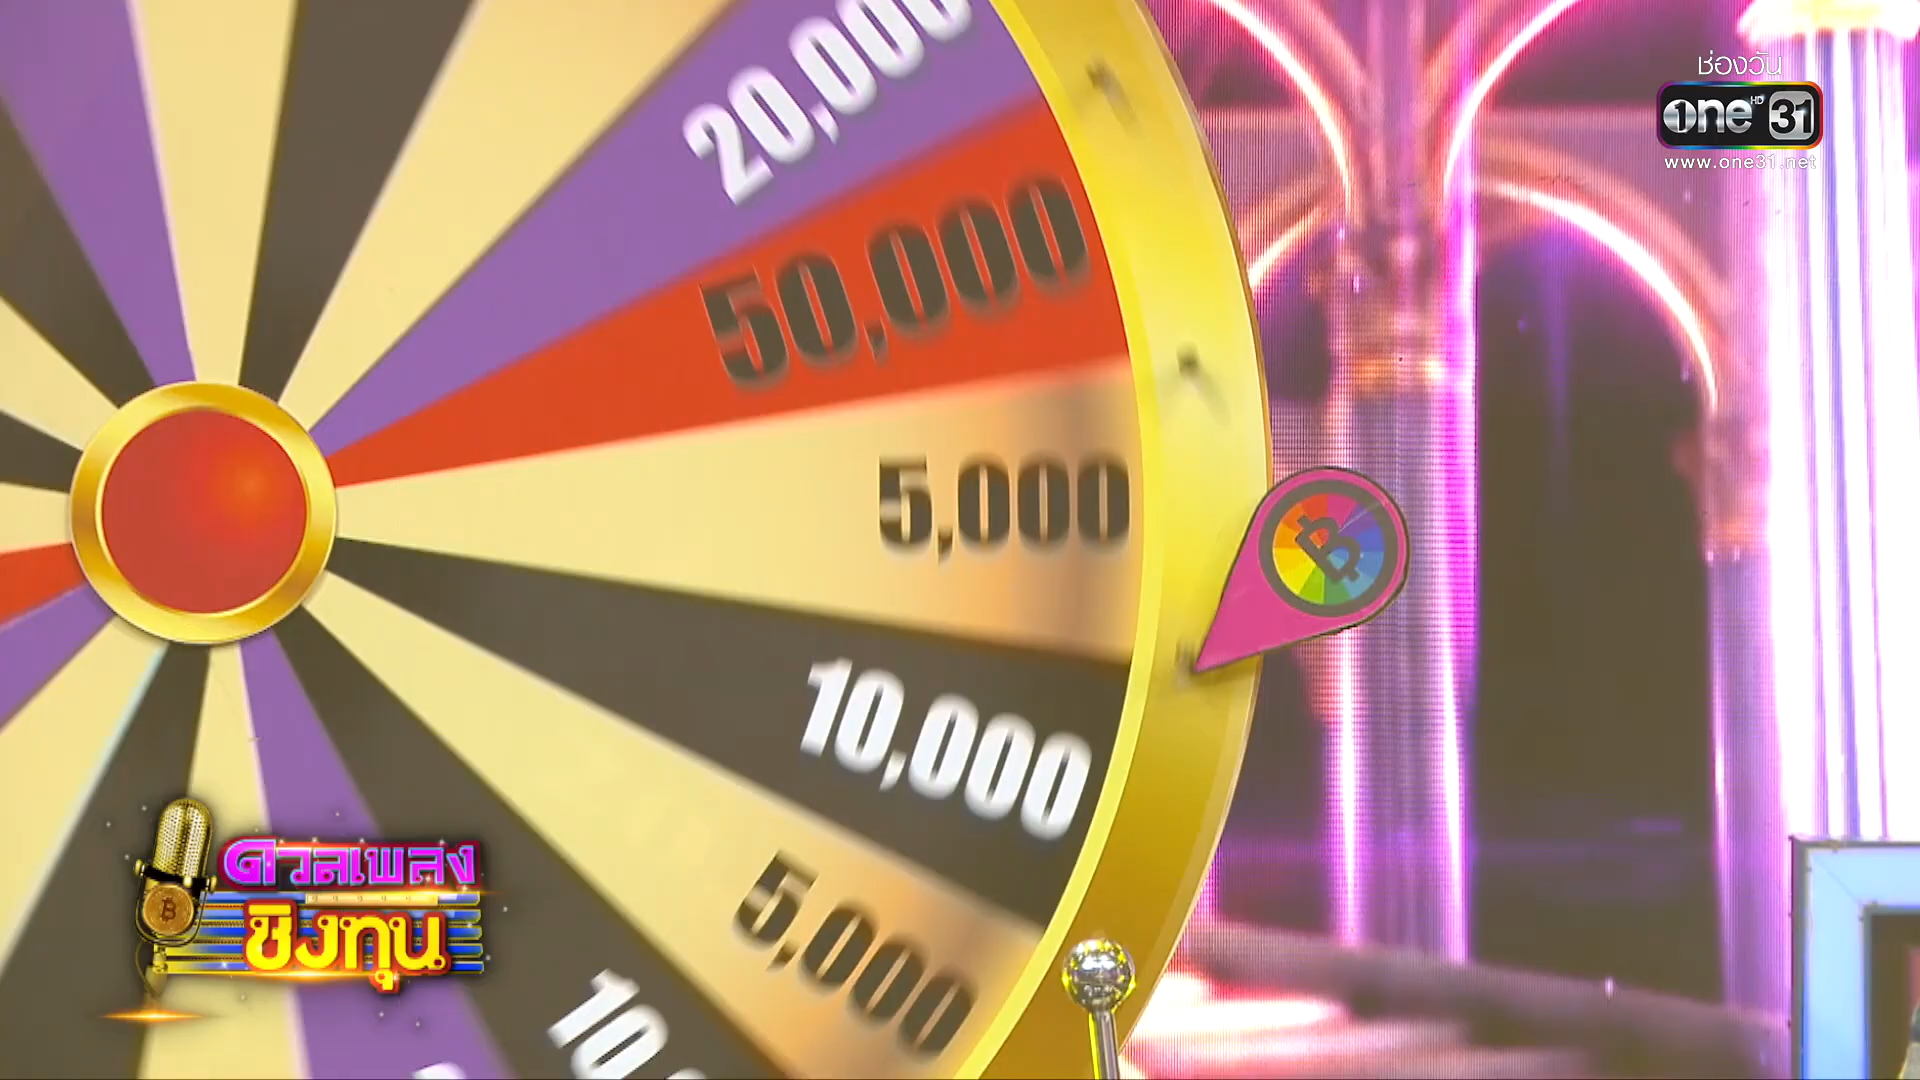 20,000
50,000
5,000
10,000
5,000
ช่องวัน
one HD 31
www.one31.net
ดวลเพลง
ชิงทุน